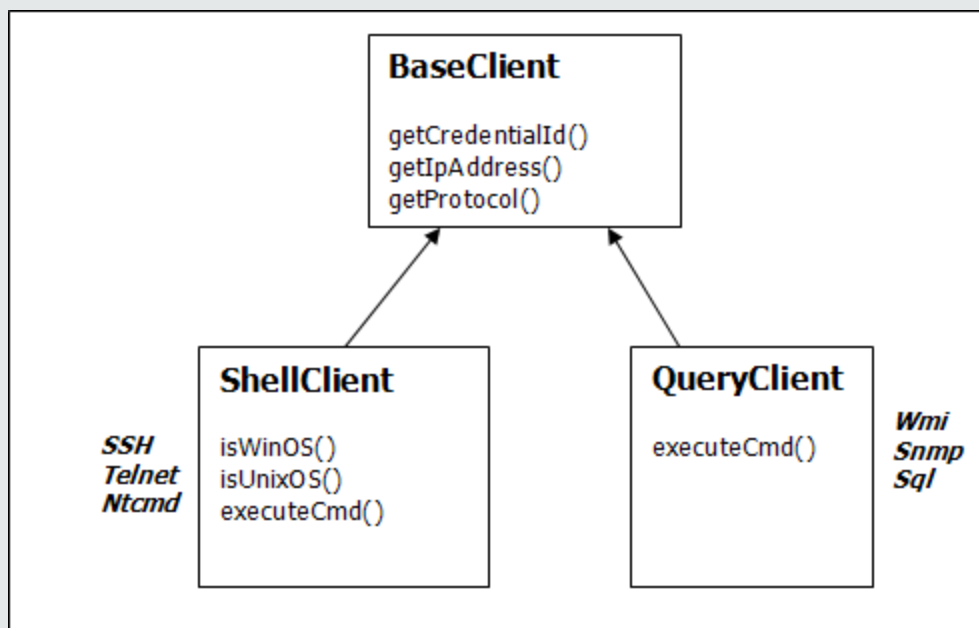 BaseClient
getCredentialId()
getIpAddress()
getProtocol()
ShellClient
isWinOS()
isUnixOS()
executeCmd()
SSH
Telnet
Ntcmd
QueryClient
executeCmd()
Wmi
Snmp
Sql